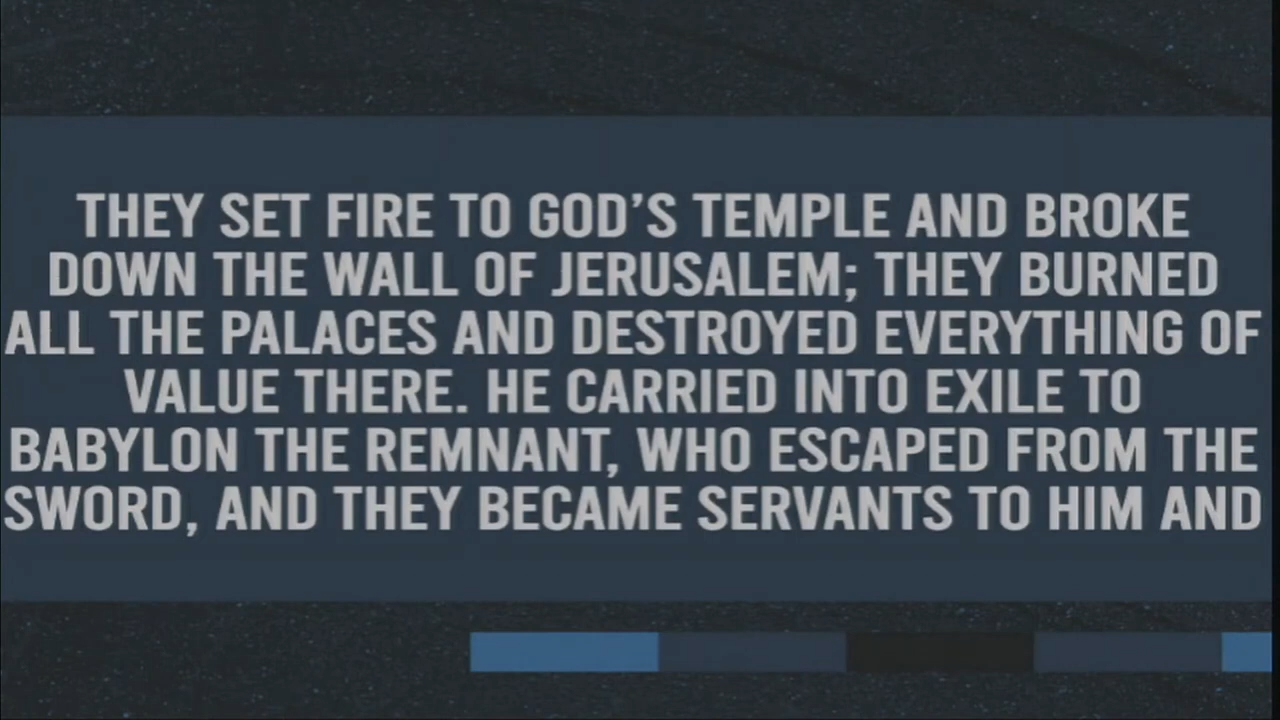 THEY SET FIRE TO GOD’S TEMPLE AND BROKE
DOWN THE WALL OF JERUSALEM; THEY BURNED
ALL THE PALACES AND DESTROYED EVERYTHING OF
VALUE THERE. HE CARRIED INTO EXILE TO
BABYLON THE REMNANT, WHO ESCAPED FROM THE
SWORD, AND THEY BECAME SERVANTS TO HIM AND